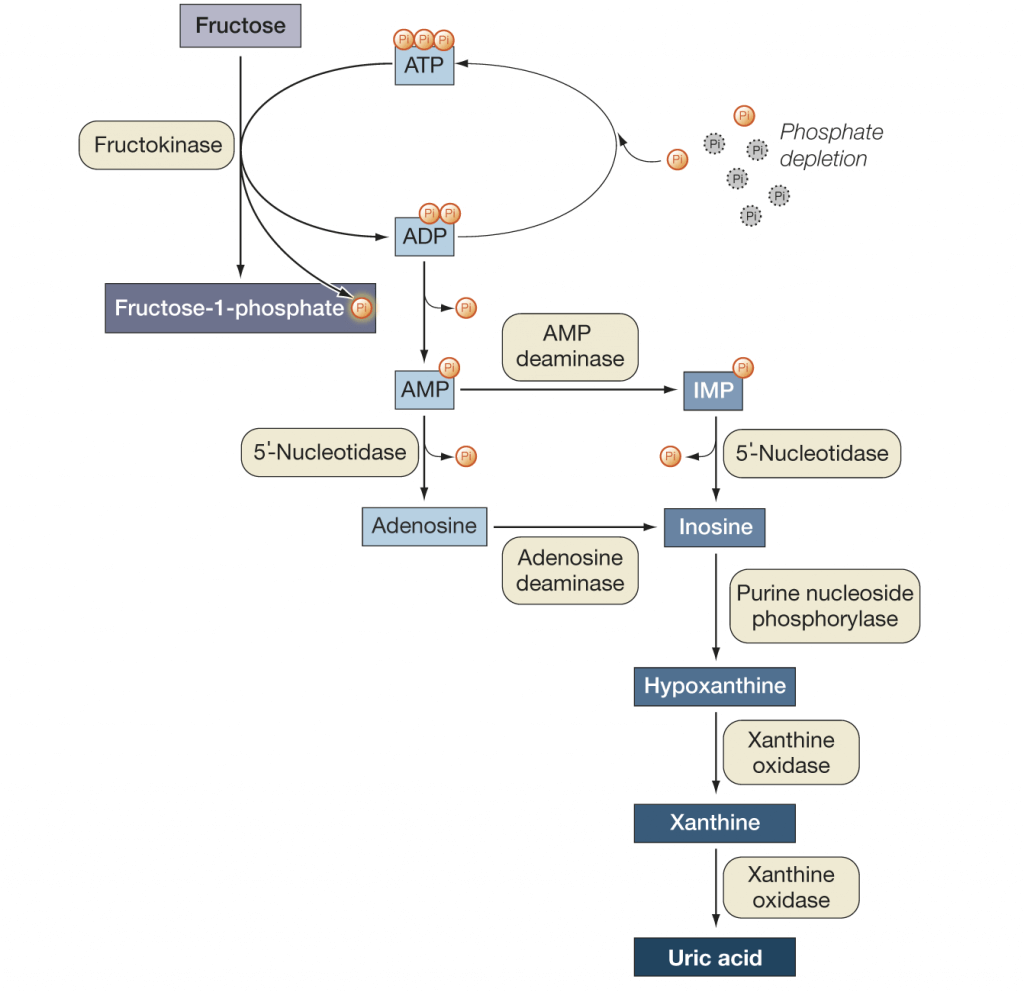 Fructose
Pi Pi Pi
ATP
Fructokinase
Pi
Pi
Pi
Pi
Pi
Pi
Pi
Phosphate
depletion
Pi Pi
ADP
Fructose-1-phosphate Pi
Pi
AMP
deaminase
Pi
AMP
Pi
IMP
5'-Nucleotidase
Pi
Pi
5'-Nucleotidase
Adenosine
Inosine
Adenosine
deaminase
Purine nucleoside
phosphorylase
Hypoxanthine
Xanthine
oxidase
Xanthine
Xanthine
oxidase
Uric acid